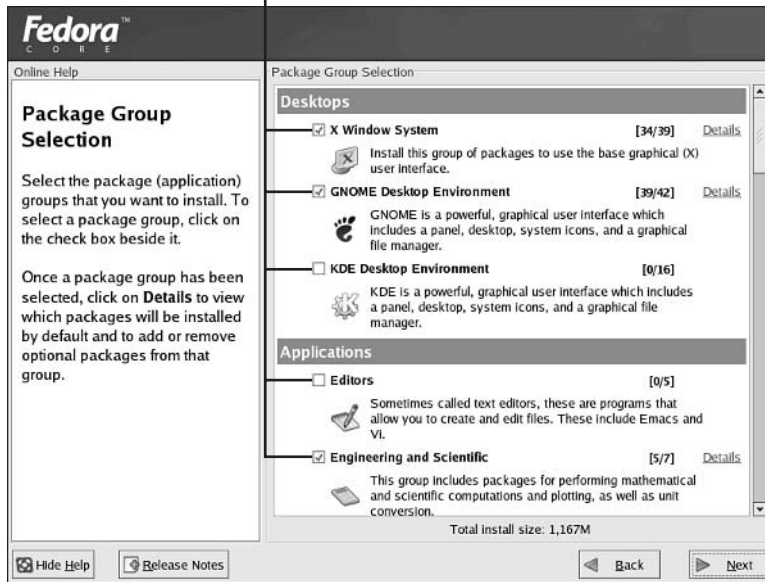 Fedora™
CORE
Online Help
Package Group
Selection
Select the package (application)
groups that you want to install. To
select a package group, click on
the check box beside it.
Once a package group has been
selected, click on Details to view
which packages will be installed
by default and to add or remove
optional packages from that
group.
Package Group Selection
Desktops
X Window System [34/39] Details
Install this group of packages to use the base graphical (X)
user interface.
GNOME Desktop Environment [39/42] Details
GNOME is a powerful, graphical user interface which
includes a panel, desktop, system icons, and a graphical
file manager.
KDE Desktop Environment [0/16]
KDE is a powerful, graphical user interface which includes
a panel, desktop, system icons, and a graphical file
manager.
Applications
Editors [0/5]
Sometimes called text editors, these are programs that
allow you to create and edit files. These include Emacs and
Vi.
Engineering and Scientific [5/7] Details
This group includes packages for performing mathematical
and scientific computations and plotting, as well as unit
conversion.
Total install size: 1,167M
Hide Help
Release Notes
Back
Next